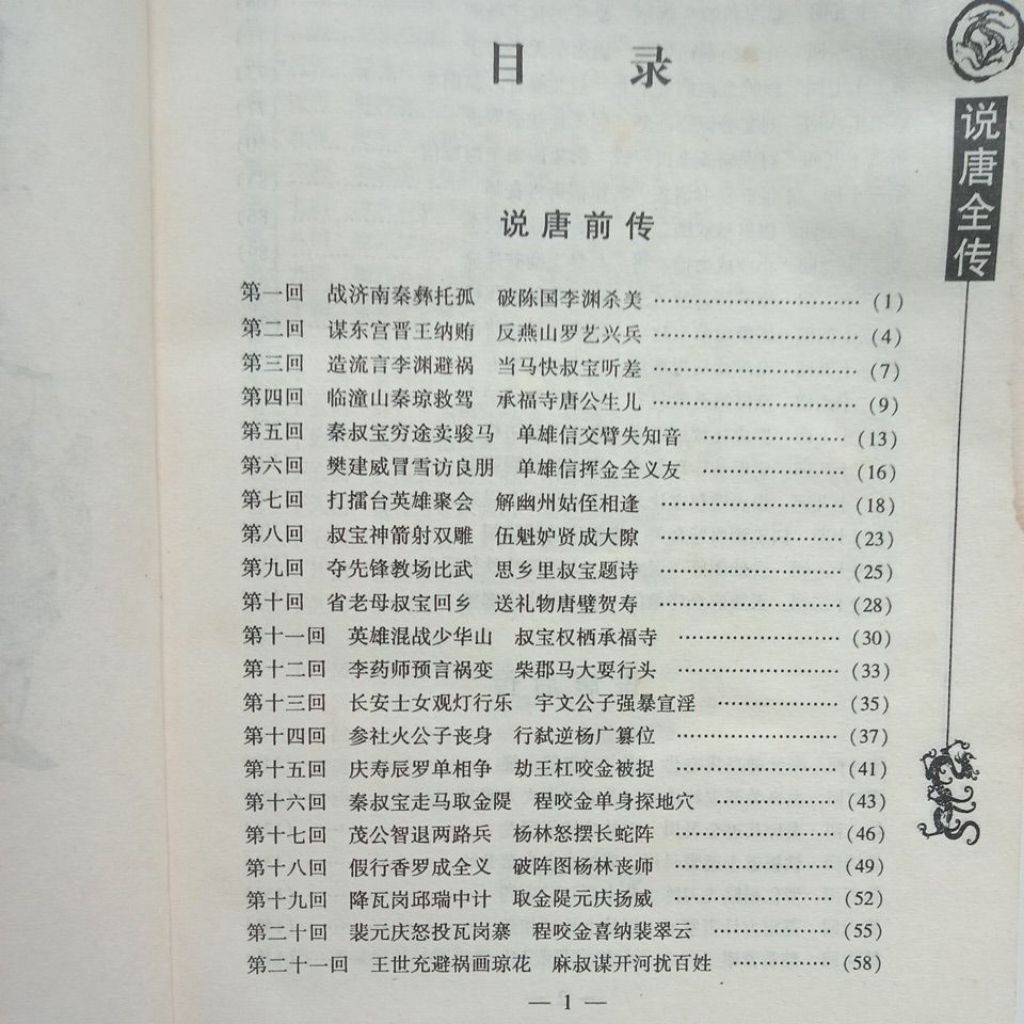 目 录
说唐全传
说唐前传
第一回 战济南秦彝托孤 破陈国李渊杀美 ………………………… (1)
第二回 谋东宫晋王纳贿 反燕山罗艺兴兵 ………………………… (4)
第三回 造流言李渊避祸 当马快叔宝听差 ………………………… (7)
第四回 临潼山秦琼救驾 承福寺唐公生儿 ………………………… (9)
第五回 秦叔宝穷途卖骏马 单雄信交臂失知音 ………………… (13)
第六回 樊建威冒雪访良朋 单雄信挥金全义友 ………………… (16)
第七回 打擂台英雄聚会 解幽州姑侄相逢 ……………………… (18)
第八回 叔宝神箭射双雕 伍魁妒贤成大隙 ……………………… (23)
第九回 夺先锋教场比武 思乡里叔宝题诗 ……………………… (25)
第十回 省老母叔宝回乡 送礼物唐璧贺寿 ……………………… (28)
第十一回 英雄混战少华山 叔宝权栖承福寺 …………………… (30)
第十二回 李药师预言祸变 柴郡马大耍行头 …………………… (33)
第十三回 长安士女观灯行乐 宇文公子强暴宣淫 ……………… (35)
第十四回 参社火公子丧身 行弑逆杨广篡位 …………………… (37)
第十五回 庆寿辰罗单相争 劫王杠咬金被捉 …………………… (41)
第十六回 秦叔宝走马取金隄 程咬金单身探地穴 ……………… (43)
第十七回 茂公智退两路兵 杨林怒摆长蛇阵 …………………… (46)
第十八回 假行香罗成全义 破阵图杨林丧师 …………………… (49)
第十九回 降瓦岗邱瑞中计 取金隄元庆扬威 …………………… (52)
第二十回 裴元庆怒投瓦岗寨 程咬金喜纳裴翠云 ……………… (55)
第二十一回 王世充避祸画琼花 麻叔谋开河扰百姓 …………… (58)
— 1 —